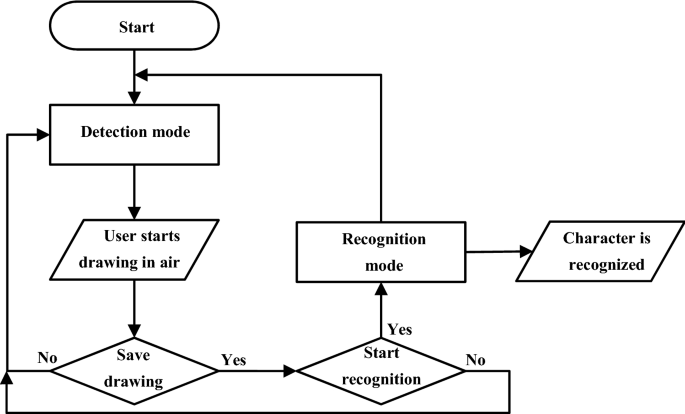 Start
Detection mode
User starts
drawing in air
Recognition
mode
Character is
recognized
No
Save
drawing
Yes
Yes
Start
recognition
No